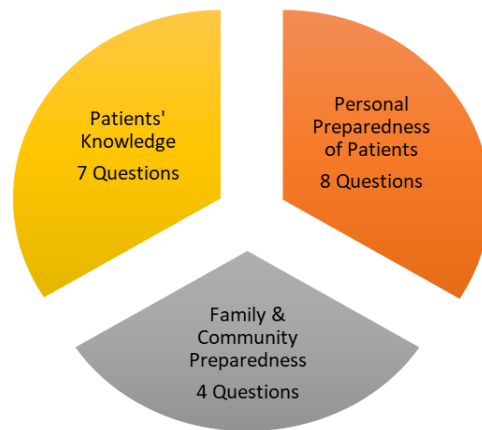 Patients'
Knowledge
7 Questions
Personal
Preparedness
of Patients
8 Questions
Family &
Community
Preparedness
4 Questions